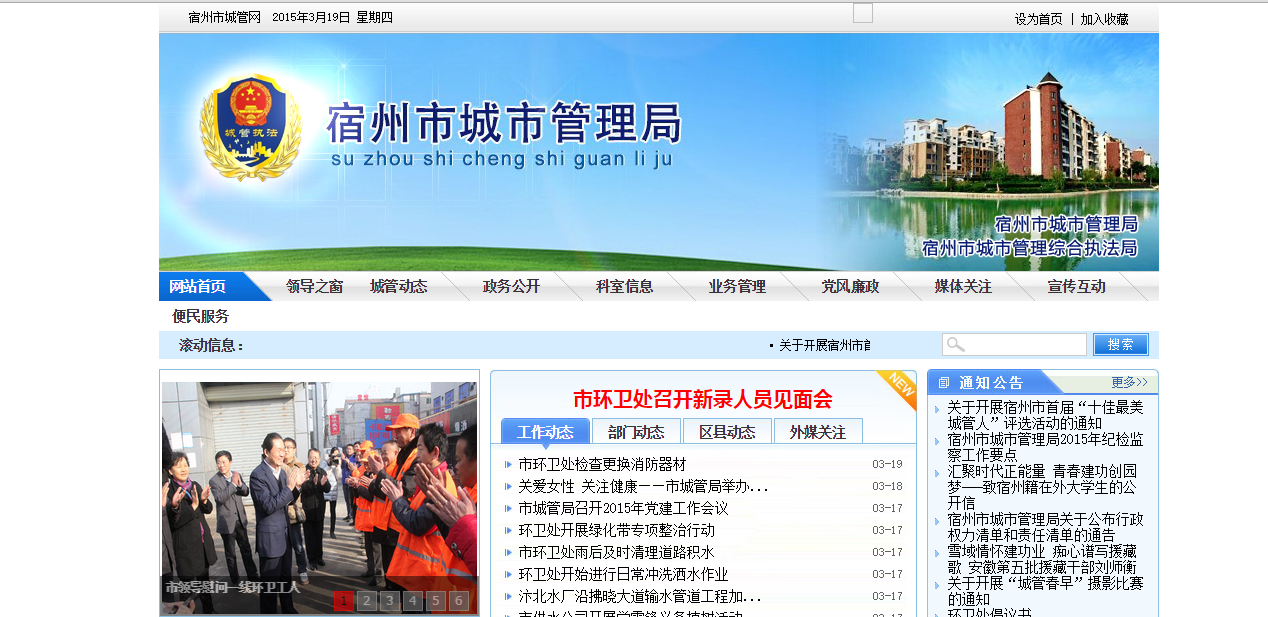 宿州市城管网 2015年3月19日 星期四
设为首页 | 加入收藏
城管执法
宿州市城市管理局
su zhou shi cheng shi guan li ju
宿州市城市管理局
宿州市城市管理综合执法局
网站首页 领导之窗 城管动态 政务公开 科室信息 业务管理 党风廉政 媒体关注 宣传互动
便民服务
滚动信息：
▪ 关于开展宿州市首
搜索
市领导慰问一线环卫工人
1 2 3 4 5 6
NEW
市环卫处召开新录人员见面会
工作动态 部门动态 区县动态 外媒关注
市环卫处检查更换消防器材 03-19
关爱女性 关注健康——市城管局举办... 03-18
市城管局召开2015年党建工作会议 03-17
环卫处开展绿化带专项整治行动 03-17
市环卫处雨后及时清理道路积水 03-17
环卫处开始进行日常冲洗洒水作业 03-17
汴北水厂沿拂晓大道输水管道工程加... 03-17
通知公告 更多>>
关于开展宿州市首届“十佳最美
城管人”评选活动的通知
宿州市城市管理局2015年纪检监
察工作要点
汇聚时代正能量 青春建功创园
梦——致宿州籍在外大学生的公
开信
宿州市城市管理局关于公布行政
权力清单和责任清单的通告
雪域情怀建功业 痴心谱写援藏
歌 安徽第五批援藏干部刘师衡
关于开展“城管春早”摄影比赛
的通知
环卫处倡议书